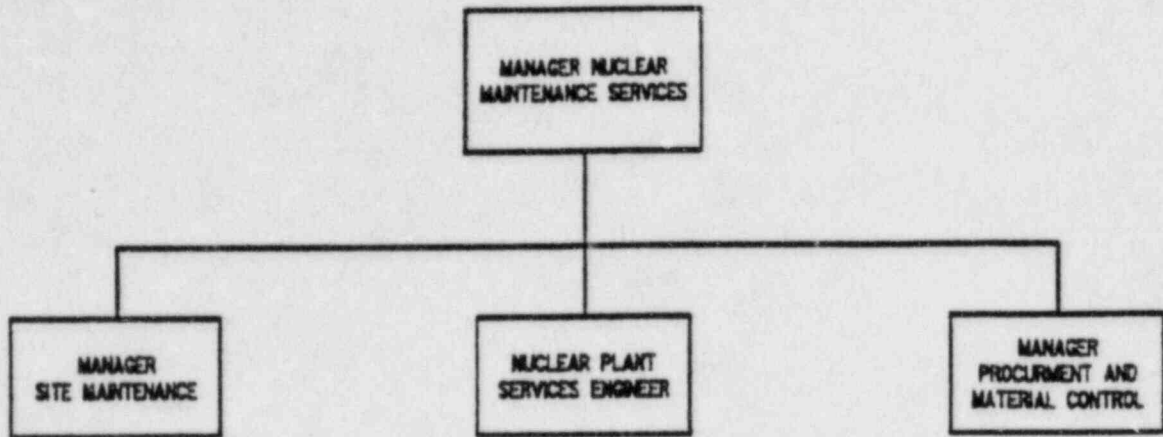 MANAGER NUCLEAR
MAINTENANCE SERVICES
MANAGER
SITE MAINTENANCE
NUCLEAR PLANT
SERVICES ENGINEER
MANAGER
PROCURMENT AND
MATERIAL CONTROL